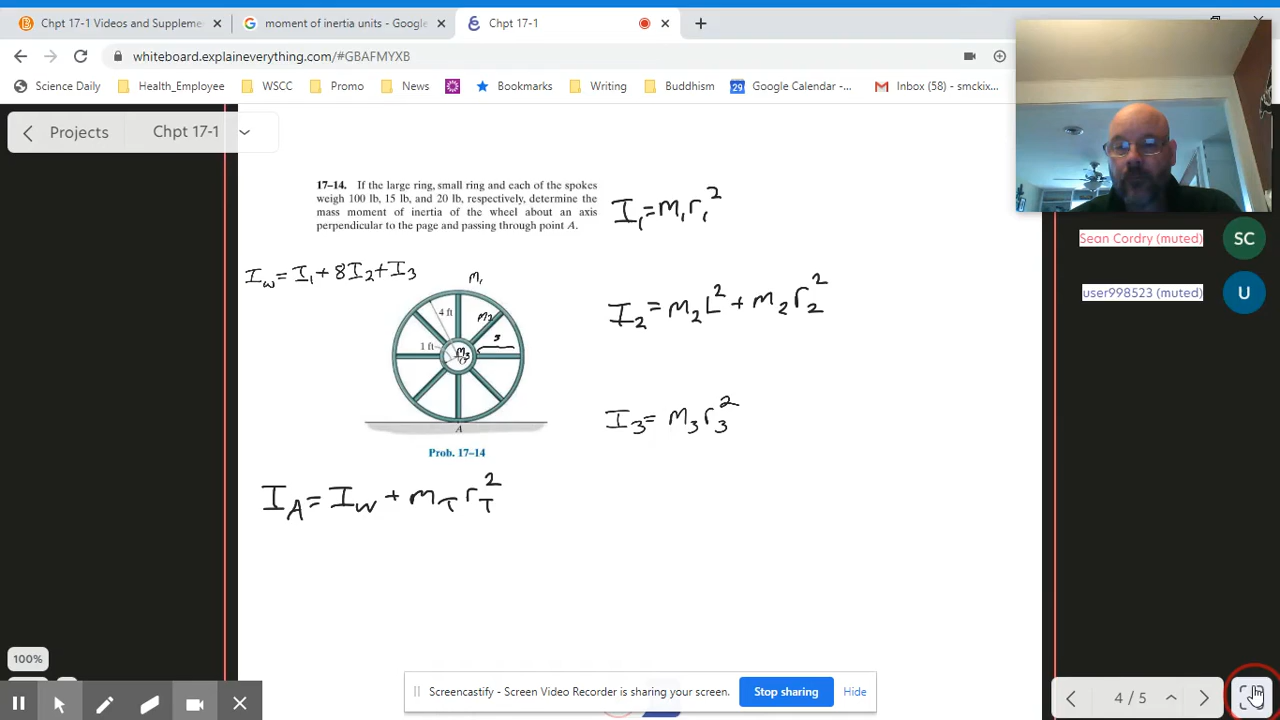 Chpt 17-1 Videos and Suppleme
moment of inertia units - Google
Chpt 17-1
whiteboard.explaineverything.com/#GBAFMYXB
Science Daily
Health_Employee
WSCC
Promo
News
Bookmarks
Writing
Buddhism
29
Google Calendar -...
Inbox (58) - smckix...
Projects
Chpt 17-1
17–14. If the large ring, small ring and each of the spokes
weigh 100 lb, 15 lb, and 20 lb, respectively, determine the
mass moment of inertia of the wheel about an axis
perpendicular to the page and passing through point A.
I₁=m₁r₁²
I_w = I₁ + 8I₂ + I₃
m₁
4 ft
m₂
3
1 ft
m₃
O
A
I₂ = m₂L² + m₂r₂²
I₃ = m₃r₃²
Prob. 17–14
I_A = I_W + m_T r_T²
Sean Cordry (muted)
SC
user998523 (muted)
U
100%
Screencastify - Screen Video Recorder is sharing your screen.
Stop sharing
Hide
4 / 5